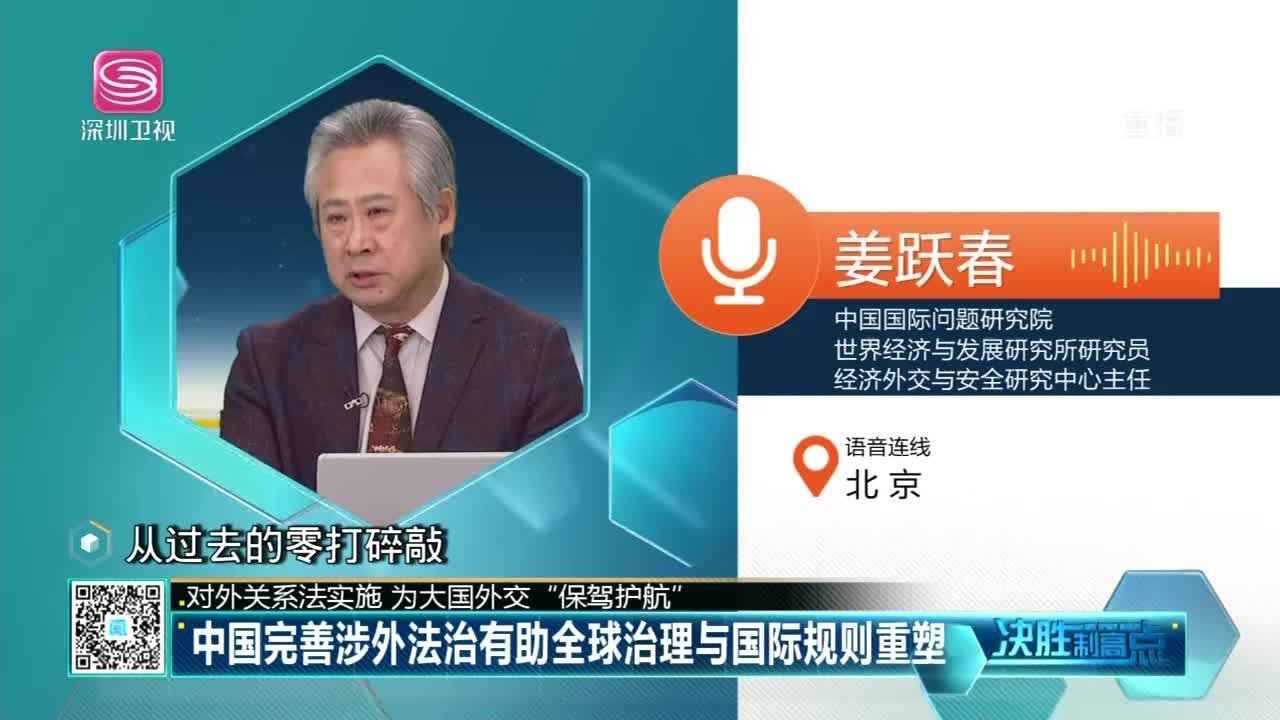 深圳卫视
重播
姜跃春
中国国际问题研究院
世界经济与发展研究所研究员
经济外交与安全研究中心主任
语音连线
北京
从过去的零打碎敲
对外关系法实施 为大国外交“保驾护航”
中国完善涉外法治有助全球治理与国际规则重塑
决胜制高点